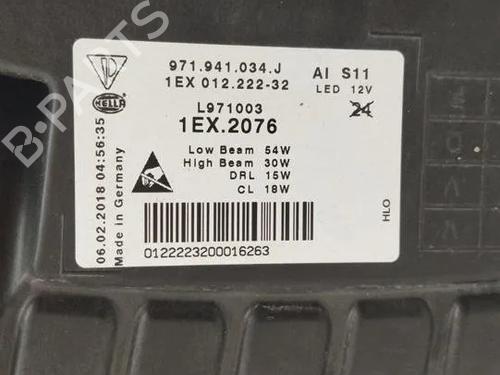 971.941.034.J
1EX 012.222-32
AI S11
LED 12V
24
HELLA
L971003
1EX.2076
Low Beam 54W
High Beam 30W
DRL 15W
CL 18W
06.02.2018 04:56:35
Made in Germany
0122223200016263
HLO
B-PARTS